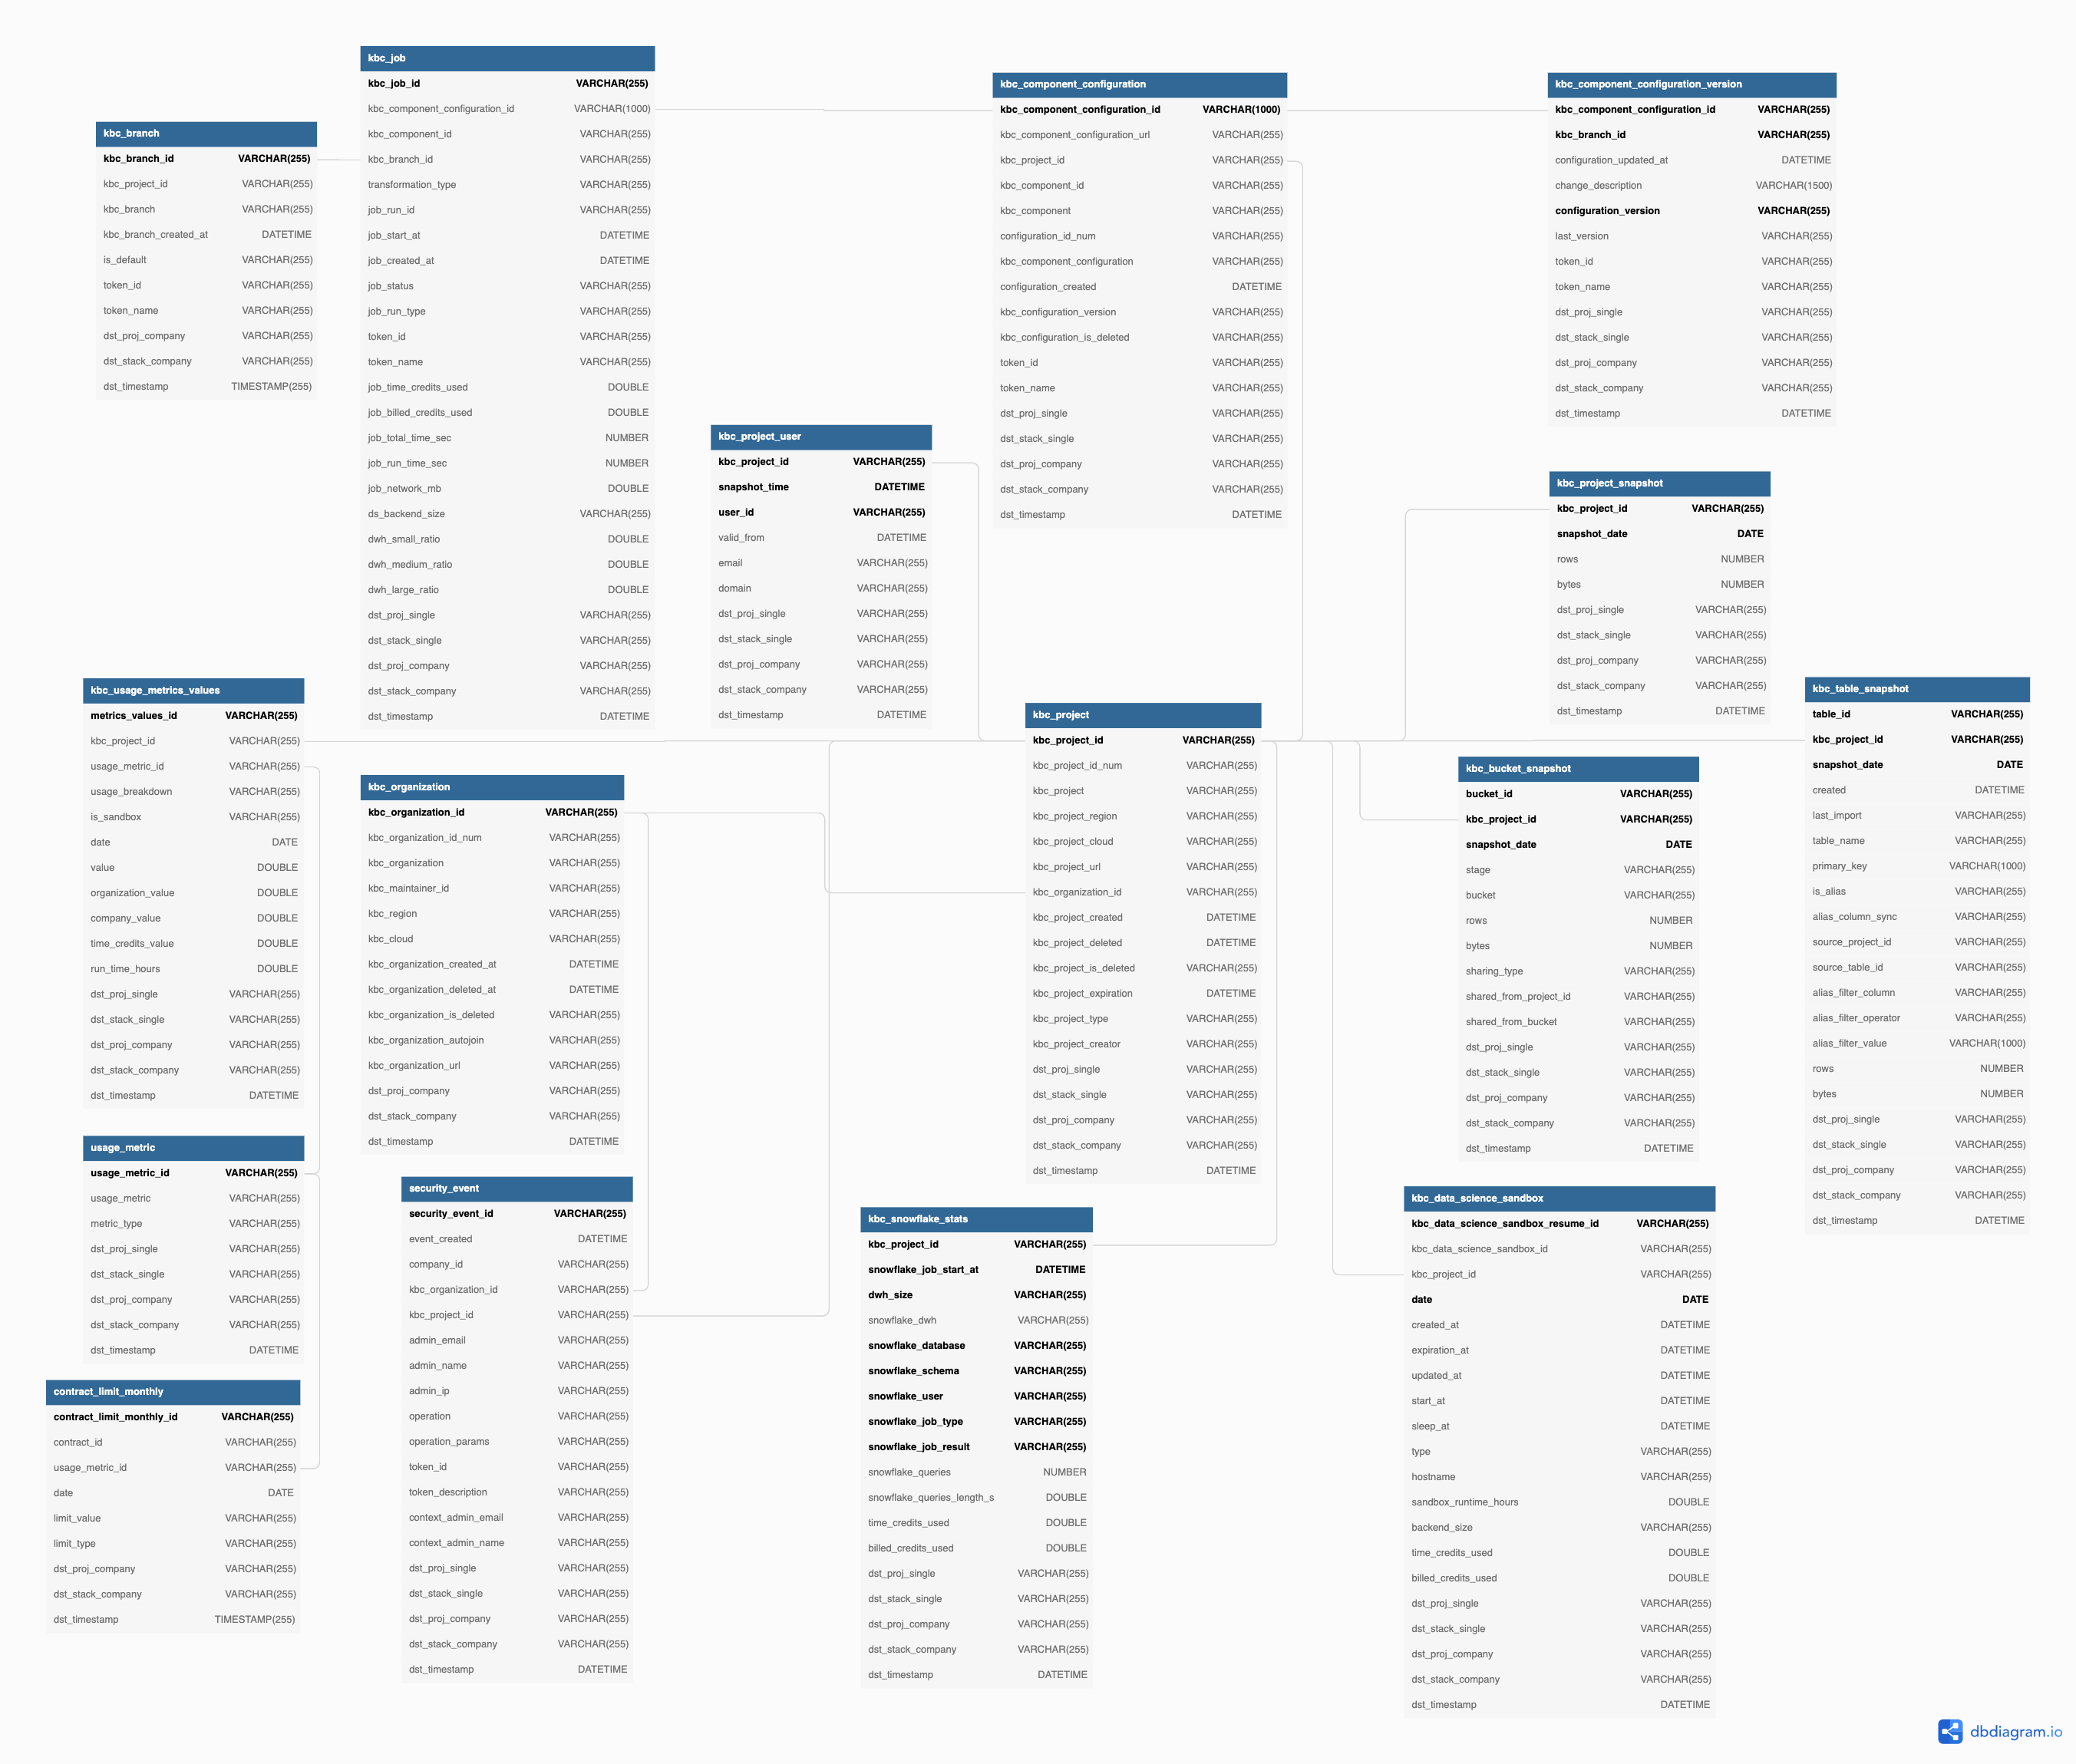 kbc_job
kbc_job_id VARCHAR(255)
kbc_component_configuration_id VARCHAR(1000)
kbc_component_id VARCHAR(255)
kbc_branch_id VARCHAR(255)
transformation_type VARCHAR(255)
job_run_id VARCHAR(255)
job_start_at DATETIME
job_created_at DATETIME
job_status VARCHAR(255)
job_run_type VARCHAR(255)
token_id VARCHAR(255)
token_name VARCHAR(255)
job_time_credits_used DOUBLE
job_billed_credits_used DOUBLE
job_total_time_sec NUMBER
job_run_time_sec NUMBER
job_network_mb DOUBLE
ds_backend_size VARCHAR(255)
dwh_small_ratio DOUBLE
dwh_medium_ratio DOUBLE
dwh_large_ratio DOUBLE
dst_proj_single VARCHAR(255)
dst_stack_single VARCHAR(255)
dst_proj_company VARCHAR(255)
dst_stack_company VARCHAR(255)
dst_timestamp DATETIME
kbc_component_configuration
kbc_component_configuration_id VARCHAR(1000)
kbc_component_configuration_url VARCHAR(255)
kbc_project_id VARCHAR(255)
kbc_component_id VARCHAR(255)
kbc_component VARCHAR(255)
configuration_id_num VARCHAR(255)
kbc_component_configuration VARCHAR(255)
configuration_created DATETIME
kbc_configuration_version VARCHAR(255)
kbc_configuration_is_deleted VARCHAR(255)
token_id VARCHAR(255)
token_name VARCHAR(255)
dst_proj_single VARCHAR(255)
dst_stack_single VARCHAR(255)
dst_proj_company VARCHAR(255)
dst_stack_company VARCHAR(255)
dst_timestamp DATETIME
kbc_component_configuration_version
kbc_component_configuration_id VARCHAR(255)
kbc_branch_id VARCHAR(255)
configuration_updated_at DATETIME
change_description VARCHAR(1500)
configuration_version VARCHAR(255)
last_version VARCHAR(255)
token_id VARCHAR(255)
token_name VARCHAR(255)
dst_proj_single VARCHAR(255)
dst_stack_single VARCHAR(255)
dst_proj_company VARCHAR(255)
dst_stack_company VARCHAR(255)
dst_timestamp DATETIME
kbc_branch
kbc_branch_id VARCHAR(255)
kbc_project_id VARCHAR(255)
kbc_branch VARCHAR(255)
kbc_branch_created_at DATETIME
is_default VARCHAR(255)
token_id VARCHAR(255)
token_name VARCHAR(255)
dst_proj_company VARCHAR(255)
dst_stack_company VARCHAR(255)
dst_timestamp TIMESTAMP(255)
kbc_project_user
kbc_project_id VARCHAR(255)
snapshot_time DATETIME
user_id VARCHAR(255)
valid_from DATETIME
email VARCHAR(255)
domain VARCHAR(255)
dst_proj_single VARCHAR(255)
dst_stack_single VARCHAR(255)
dst_proj_company VARCHAR(255)
dst_stack_company VARCHAR(255)
dst_timestamp DATETIME
kbc_project_snapshot
kbc_project_id VARCHAR(255)
snapshot_date DATE
rows NUMBER
bytes NUMBER
dst_proj_single VARCHAR(255)
dst_stack_single VARCHAR(255)
dst_proj_company VARCHAR(255)
dst_stack_company VARCHAR(255)
dst_timestamp DATETIME
kbc_table_snapshot
table_id VARCHAR(255)
kbc_project_id VARCHAR(255)
snapshot_date DATE
created DATETIME
last_import VARCHAR(255)
table_name VARCHAR(255)
primary_key VARCHAR(1000)
is_alias VARCHAR(255)
alias_column_sync VARCHAR(255)
source_project_id VARCHAR(255)
source_table_id VARCHAR(255)
alias_filter_column VARCHAR(255)
alias_filter_operator VARCHAR(255)
alias_filter_value VARCHAR(1000)
rows NUMBER
bytes NUMBER
dst_proj_single VARCHAR(255)
dst_stack_single VARCHAR(255)
dst_proj_company VARCHAR(255)
dst_stack_company VARCHAR(255)
dst_timestamp DATETIME
kbc_usage_metrics_values
metrics_values_id VARCHAR(255)
kbc_project_id VARCHAR(255)
usage_metric_id VARCHAR(255)
usage_breakdown VARCHAR(255)
is_sandbox VARCHAR(255)
date DATE
value DOUBLE
organization_value DOUBLE
company_value DOUBLE
time_credits_value DOUBLE
run_time_hours DOUBLE
dst_proj_single VARCHAR(255)
dst_stack_single VARCHAR(255)
dst_proj_company VARCHAR(255)
dst_stack_company VARCHAR(255)
dst_timestamp DATETIME
kbc_project
kbc_project_id VARCHAR(255)
kbc_project_id_num VARCHAR(255)
kbc_project VARCHAR(255)
kbc_project_region VARCHAR(255)
kbc_project_cloud VARCHAR(255)
kbc_project_url VARCHAR(255)
kbc_organization_id VARCHAR(255)
kbc_project_created DATETIME
kbc_project_deleted DATETIME
kbc_project_is_deleted VARCHAR(255)
kbc_project_expiration DATETIME
kbc_project_type VARCHAR(255)
kbc_project_creator VARCHAR(255)
dst_proj_single VARCHAR(255)
dst_stack_single VARCHAR(255)
dst_proj_company VARCHAR(255)
dst_stack_company VARCHAR(255)
dst_timestamp DATETIME
kbc_bucket_snapshot
bucket_id VARCHAR(255)
kbc_project_id VARCHAR(255)
snapshot_date DATE
stage VARCHAR(255)
bucket VARCHAR(255)
rows NUMBER
bytes NUMBER
sharing_type VARCHAR(255)
shared_from_project_id VARCHAR(255)
shared_from_bucket VARCHAR(255)
dst_proj_single VARCHAR(255)
dst_stack_single VARCHAR(255)
dst_proj_company VARCHAR(255)
dst_stack_company VARCHAR(255)
dst_timestamp DATETIME
kbc_organization
kbc_organization_id VARCHAR(255)
kbc_organization_id_num VARCHAR(255)
kbc_organization VARCHAR(255)
kbc_maintainer_id VARCHAR(255)
kbc_region VARCHAR(255)
kbc_cloud VARCHAR(255)
kbc_organization_created_at DATETIME
kbc_organization_deleted_at DATETIME
kbc_organization_is_deleted VARCHAR(255)
kbc_organization_autojoin VARCHAR(255)
kbc_organization_url VARCHAR(255)
dst_proj_company VARCHAR(255)
dst_stack_company VARCHAR(255)
dst_timestamp DATETIME
usage_metric
usage_metric_id VARCHAR(255)
usage_metric VARCHAR(255)
metric_type VARCHAR(255)
dst_proj_single VARCHAR(255)
dst_stack_single VARCHAR(255)
dst_proj_company VARCHAR(255)
dst_stack_company VARCHAR(255)
dst_timestamp DATETIME
security_event
security_event_id VARCHAR(255)
event_created DATETIME
company_id VARCHAR(255)
kbc_organization_id VARCHAR(255)
kbc_project_id VARCHAR(255)
admin_email VARCHAR(255)
admin_name VARCHAR(255)
admin_ip VARCHAR(255)
operation VARCHAR(255)
operation_params VARCHAR(255)
token_id VARCHAR(255)
token_description VARCHAR(255)
context_admin_email VARCHAR(255)
context_admin_name VARCHAR(255)
dst_proj_single VARCHAR(255)
dst_stack_single VARCHAR(255)
dst_proj_company VARCHAR(255)
dst_stack_company VARCHAR(255)
dst_timestamp DATETIME
kbc_snowflake_stats
kbc_project_id VARCHAR(255)
snowflake_job_start_at DATETIME
dwh_size VARCHAR(255)
snowflake_dwh VARCHAR(255)
snowflake_database VARCHAR(255)
snowflake_schema VARCHAR(255)
snowflake_user VARCHAR(255)
snowflake_job_type VARCHAR(255)
snowflake_job_result VARCHAR(255)
snowflake_queries NUMBER
snowflake_queries_length_s DOUBLE
time_credits_used DOUBLE
billed_credits_used DOUBLE
dst_proj_single VARCHAR(255)
dst_stack_single VARCHAR(255)
dst_proj_company VARCHAR(255)
dst_stack_company VARCHAR(255)
dst_timestamp DATETIME
kbc_data_science_sandbox
kbc_data_science_sandbox_resume_id VARCHAR(255)
kbc_data_science_sandbox_id VARCHAR(255)
kbc_project_id VARCHAR(255)
date DATE
created_at DATETIME
expiration_at DATETIME
updated_at DATETIME
start_at DATETIME
sleep_at DATETIME
type VARCHAR(255)
hostname VARCHAR(255)
sandbox_runtime_hours DOUBLE
backend_size VARCHAR(255)
time_credits_used DOUBLE
billed_credits_used DOUBLE
dst_proj_single VARCHAR(255)
dst_stack_single VARCHAR(255)
dst_proj_company VARCHAR(255)
dst_stack_company VARCHAR(255)
dst_timestamp DATETIME
contract_limit_monthly
contract_limit_monthly_id VARCHAR(255)
contract_id VARCHAR(255)
usage_metric_id VARCHAR(255)
date DATE
limit_value VARCHAR(255)
limit_type VARCHAR(255)
dst_proj_company VARCHAR(255)
dst_stack_company VARCHAR(255)
dst_timestamp TIMESTAMP(255)
dbdiagram.io